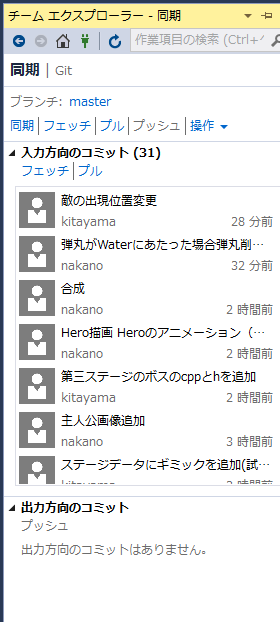 チーム エクスプローラー - 同期
作業項目の検索 (Ctrl+
同期 | Git
ブランチ: master
同期 | フェッチ | プル | プッシュ | 操作
入力方向のコミット (31)
フェッチ | プル
敵の出現位置変更
kitayama 28 分前
弾丸がWaterにあたった場合弾丸削…
nakano 32 分前
合成
nakano 2 時間前
Hero描画 Heroのアニメーション（…
nakano 2 時間前
第三ステージのボスのcppとhを追加
kitayama 2 時間前
主人公画像追加
nakano 3 時間前
ステージデータにギミックを追加(試…
出力方向のコミット
プッシュ
出力方向のコミットはありません。